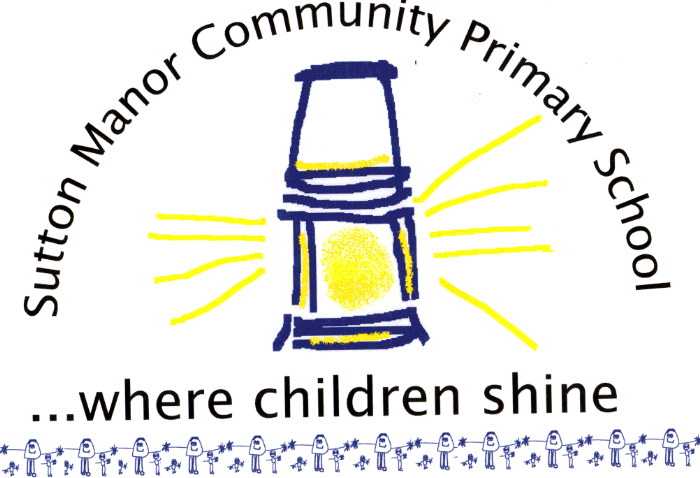 Sutton Manor Community Primary School
...where children shine